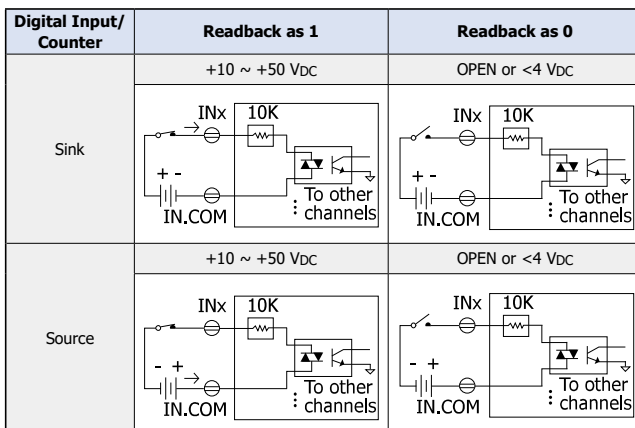 Digital Input/
Counter
Readback as 1
Readback as 0
Sink
+10 ~ +50 VDC
OPEN or <4 VDC
INx
10K
+ -
IN.COM
To other
channels
INx
10K
+ -
IN.COM
To other
channels
Source
+10 ~ +50 VDC
OPEN or <4 VDC
INx
10K
- +
IN.COM
To other
channels
INx
10K
- +
IN.COM
To other
channels